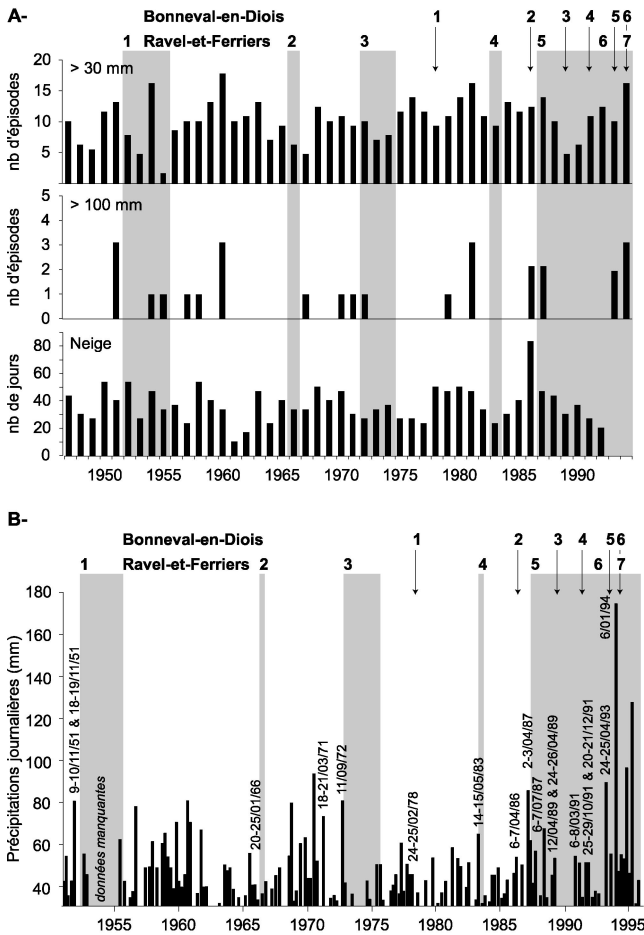 A-
Bonneval-en-Diois 1 2 3 4 5 6
Ravel-et-Ferriers 1 2 3 4 5 6 7
nb d'épisodes
20
15
10
5
> 30 mm
nb d'épisodes
5
4
3
2
1
0
> 100 mm
nb de jours
80
60
40
20
0
Neige
1950 1955 1960 1965 1970 1975 1980 1985 1990
B-
Bonneval-en-Diois 1 2 3 4 5 6
Ravel-et-Ferriers 1 2 3 4 5 6 7
Précipitations journalières (mm)
180
160
140
120
100
80
60
40
9-10/11/51 & 18-19/11/51
données manquantes
20-25/01/66
18-21/03/71
11/09/72
24-25/02/78
14-15/05/83
6-7/04/86
2-3/04/87
6-7/07/87
12/04/89 & 24-26/04/89
6-8/03/91
25-29/10/91 & 20-21/12/91
24-25/04/93
6/01/94
1955 1960 1965 1970 1975 1980 1985 1990 1995